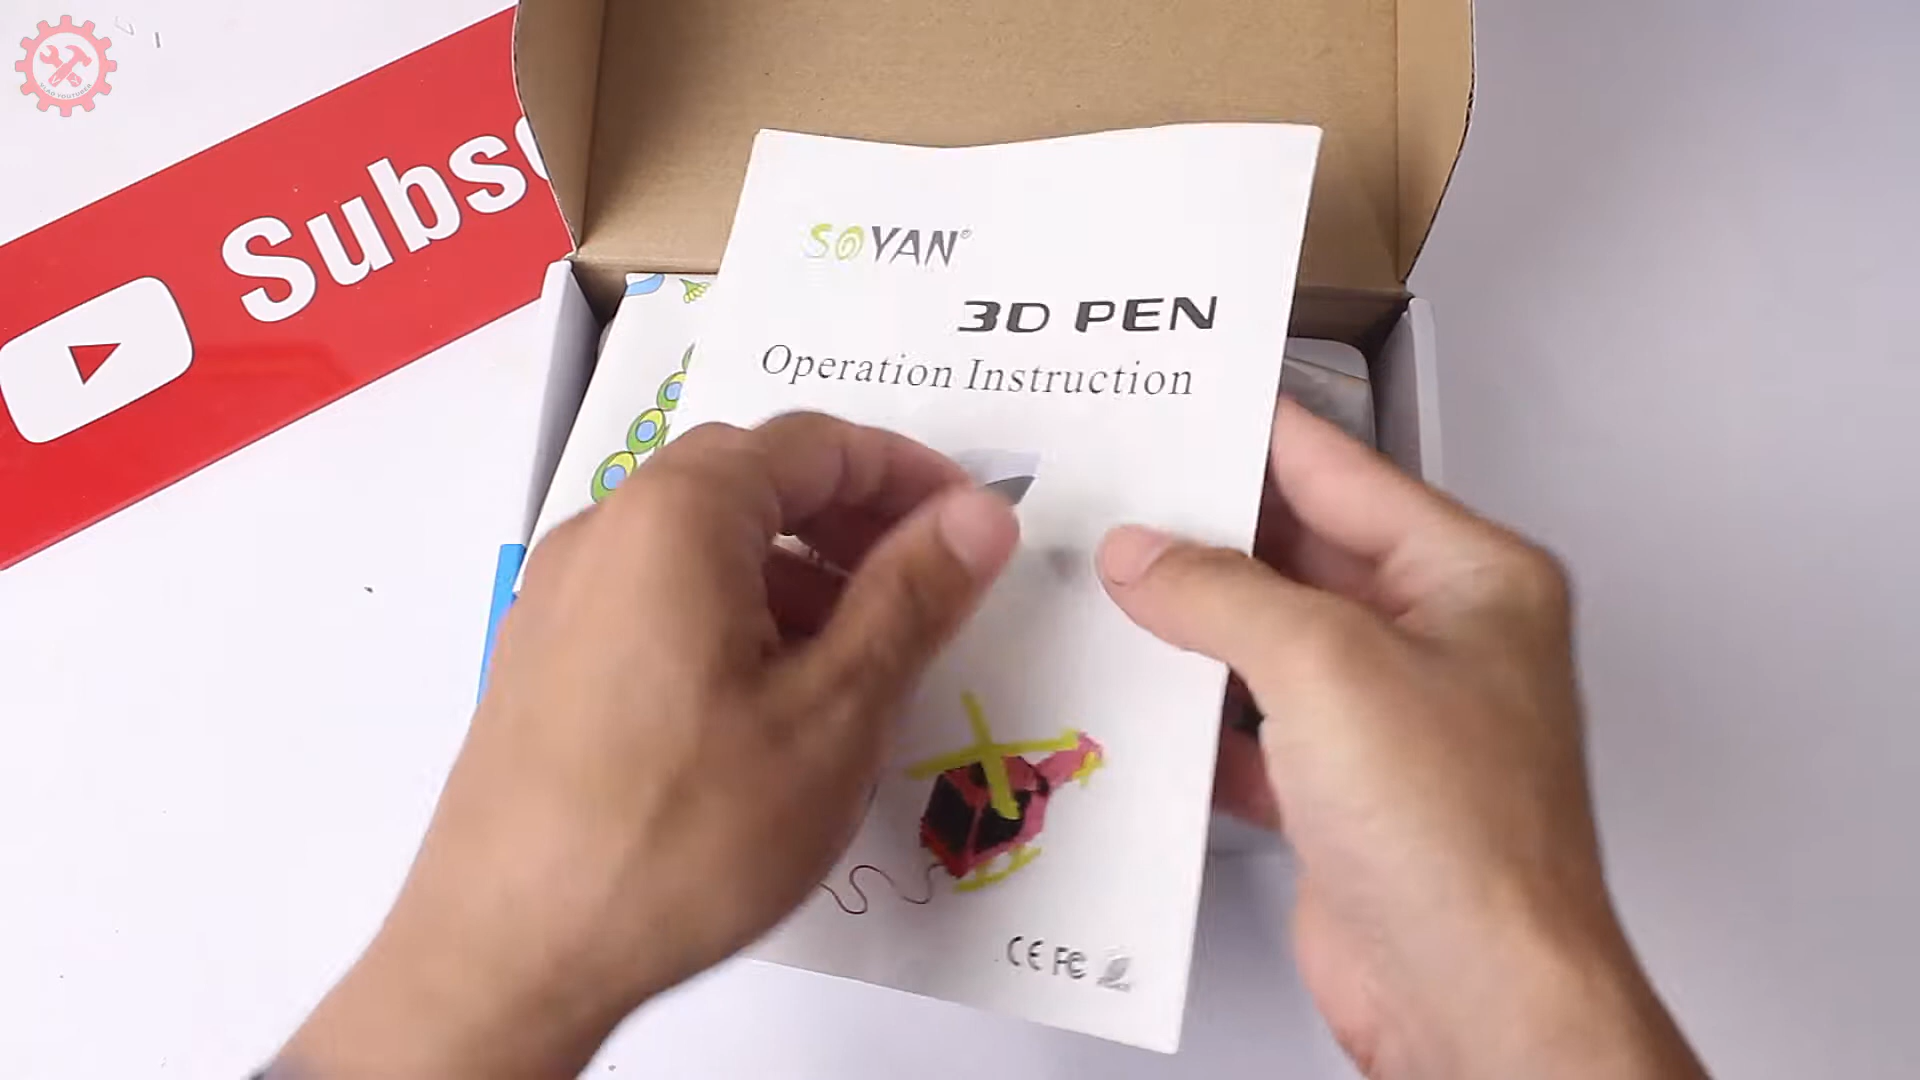 Subsc
SOYAN®
3D PEN
Operation Instruction
CE FC